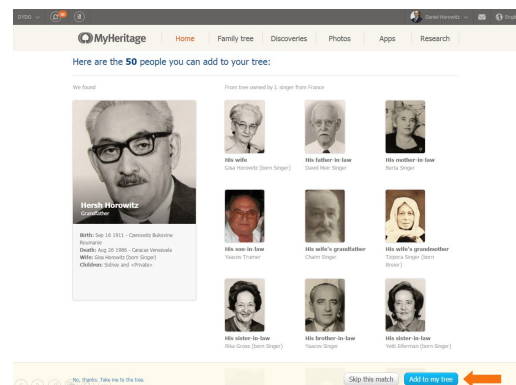 DYDO
Daniel Horowitz
MyHeritage
Home
Family tree
Discoveries
Photos
Apps
Research
Here are the 50 people you can add to your tree:
We found
From tree owned by J. singer from France
Hersh Horowitz
Grandfather
Birth: Sep 16 1911 - Czernovitz Bukovine
Roumanie
Death: Aug 26 1986 - Caracas Venezuela
Wife: Gisa Horowitz (born Singer)
Children: Sidney and <Private>
His wife
Gisa Horowitz (born Singer)
His father-in-law
David Meir Singer
His mother-in-law
Berta Singer
His son-in-law
Yaacov Tramer
His wife's grandfather
Chaim Singer
His wife's grandmother
Tzipora Singer (born
Breier)
His sister-in-law
Rika Gross (born Singer)
His brother-in-law
Yaacov Singer
His sister-in-law
Yetti Diferman (born Singer)
No, thanks. Take me to the tree.
Skip this match
Add to my tree